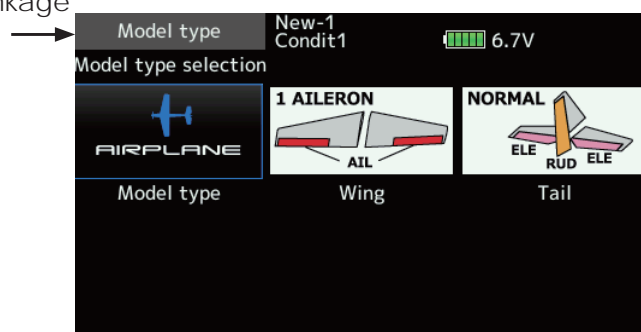 Model type
New-1
Condit1
6.7V
Model type selection
AIRPLANE
1 AILERON
AIL
NORMAL
ELE
RUD
ELE
Model type
Wing
Tail